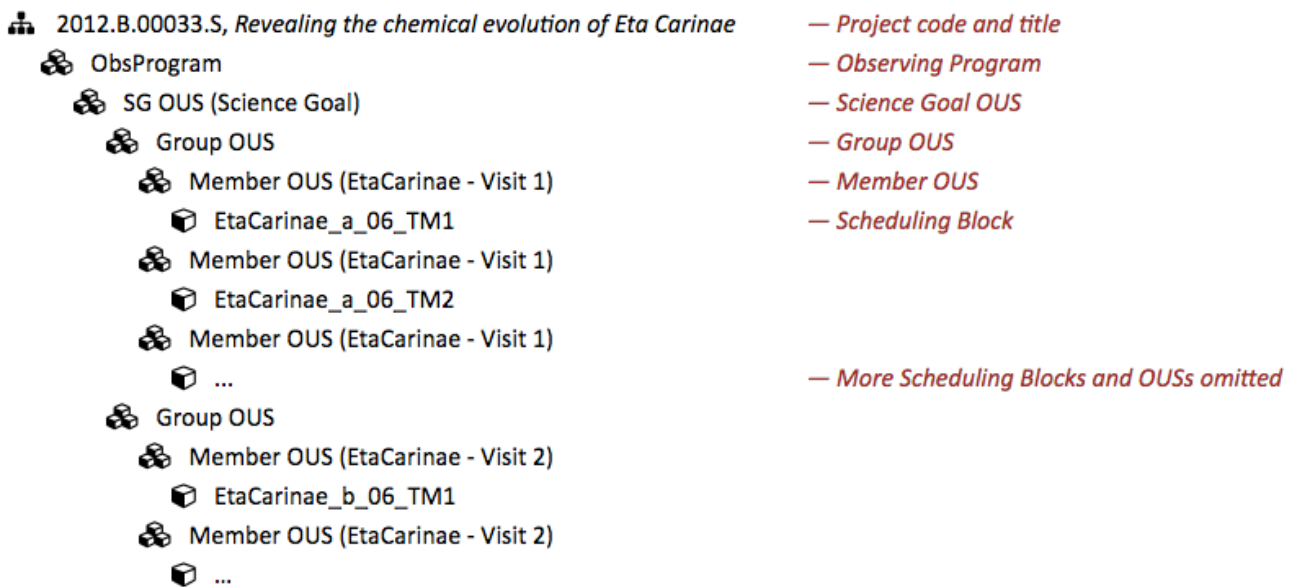 2012.B.00033.S, Revealing the chemical evolution of Eta Carinae — Project code and title
ObsProgram — Observing Program
SG OUS (Science Goal) — Science Goal OUS
Group OUS — Group OUS
Member OUS (EtaCarinae - Visit 1) — Member OUS
EtaCarinae_a_06_TM1 — Scheduling Block
Member OUS (EtaCarinae - Visit 1)
EtaCarinae_a_06_TM2
Member OUS (EtaCarinae - Visit 1)
... — More Scheduling Blocks and OUSs omitted
Group OUS
Member OUS (EtaCarinae - Visit 2)
EtaCarinae_b_06_TM1
Member OUS (EtaCarinae - Visit 2)
...